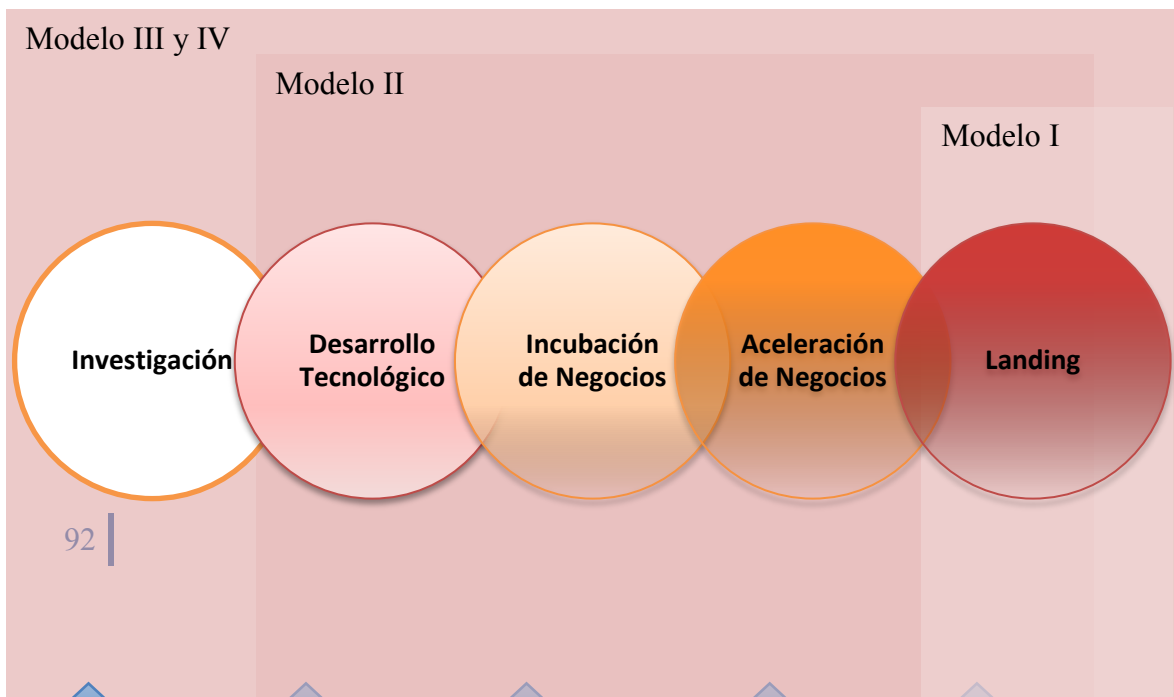 Modelo III y IV
Modelo II
Modelo I
Investigación
Desarrollo
Tecnológico
Incubación
de Negocios
Aceleración
de Negocios
Landing
92